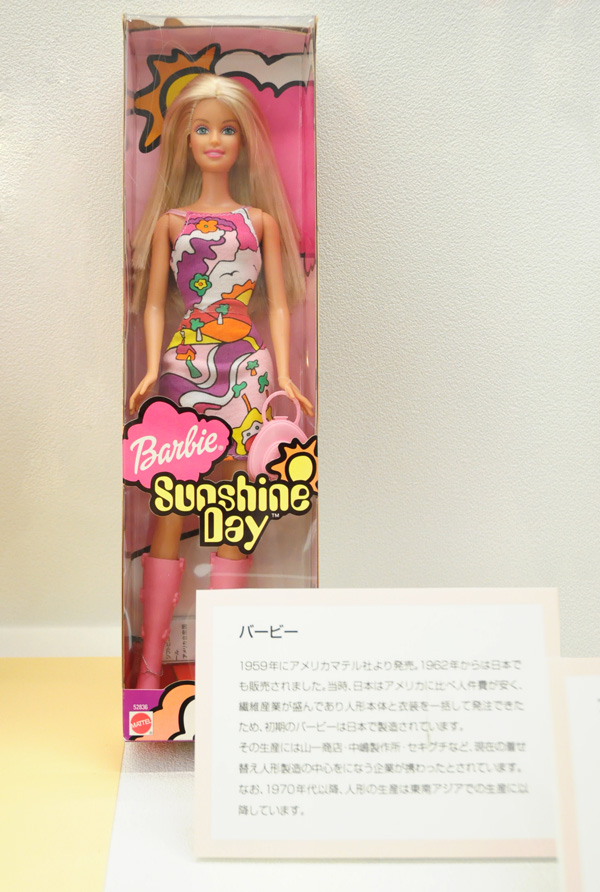 Barbie®
Sunshine
Day™
52836
MATTEL
バービー
1959年にアメリカマテル社より発売。1962年からは日本で
も販売されました。当時、日本はアメリカに比べ人件費が安く、
繊維産業が盛んであり人形本体と衣装を一括して発注できた
ため、初期のバービーは日本で製造されています。
その生産には山一商店・中嶋製作所・セキグチなど、現在の着せ
替え人形製造の中心をになう企業が携わったとされています。
なお、1970年代以降、人形の生産は東南アジアでの生産に以
降しています。